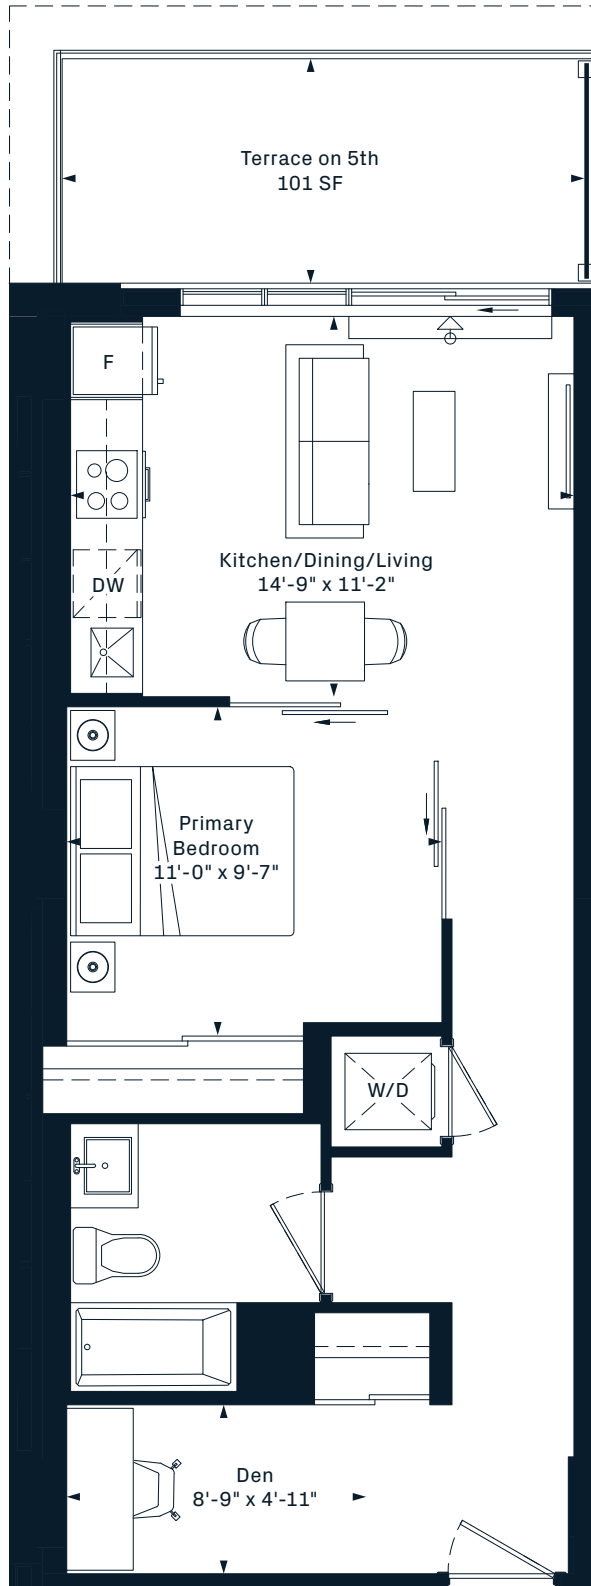 Terrace on 5th
101 SF
F
Kitchen/Dining/Living
14'-9" x 11'-2"
DW
Primary
Bedroom
11'-0" x 9'-7"
W/D
Den
8'-9" x 4'-11"